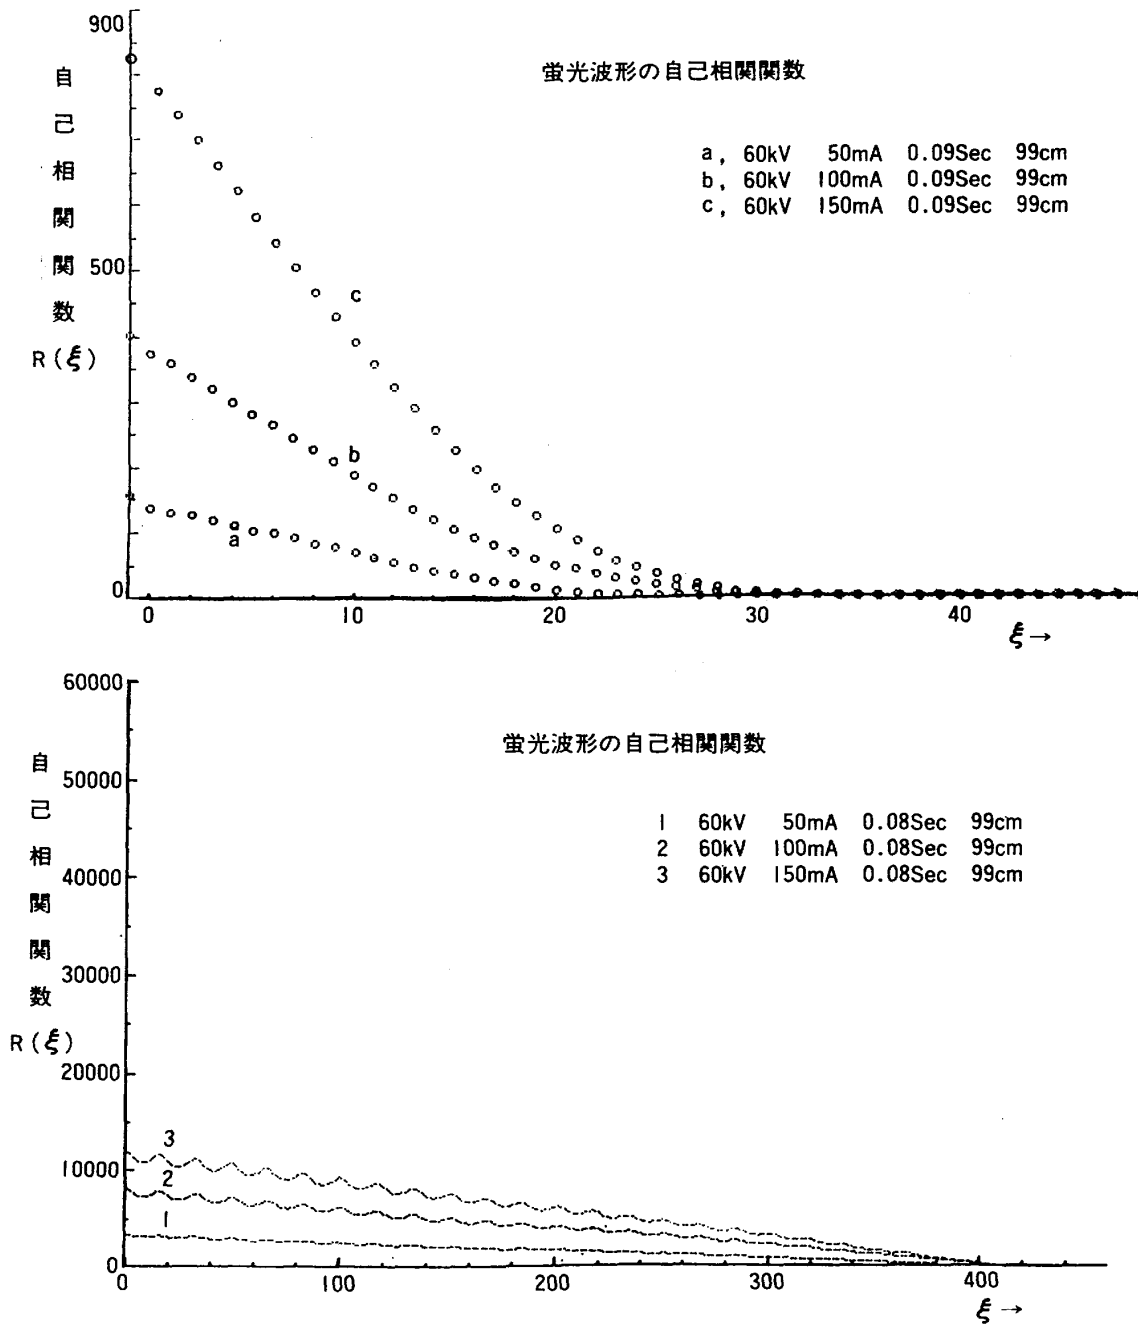 900
自己相関関数
R(ξ)
500
0
蛍光波形の自己相関関数
a, 60kV 50mA 0.09Sec 99cm
b, 60kV 100mA 0.09Sec 99cm
c, 60kV 150mA 0.09Sec 99cm
c
b
a
0 10 20 30 40
ξ→
60000
50000
40000
30000
20000
10000
0
自己相関関数
R(ξ)
蛍光波形の自己相関関数
1 60kV 50mA 0.08Sec 99cm
2 60kV 100mA 0.08Sec 99cm
3 60kV 150mA 0.08Sec 99cm
3
2
1
0 100 200 300 400
ξ→